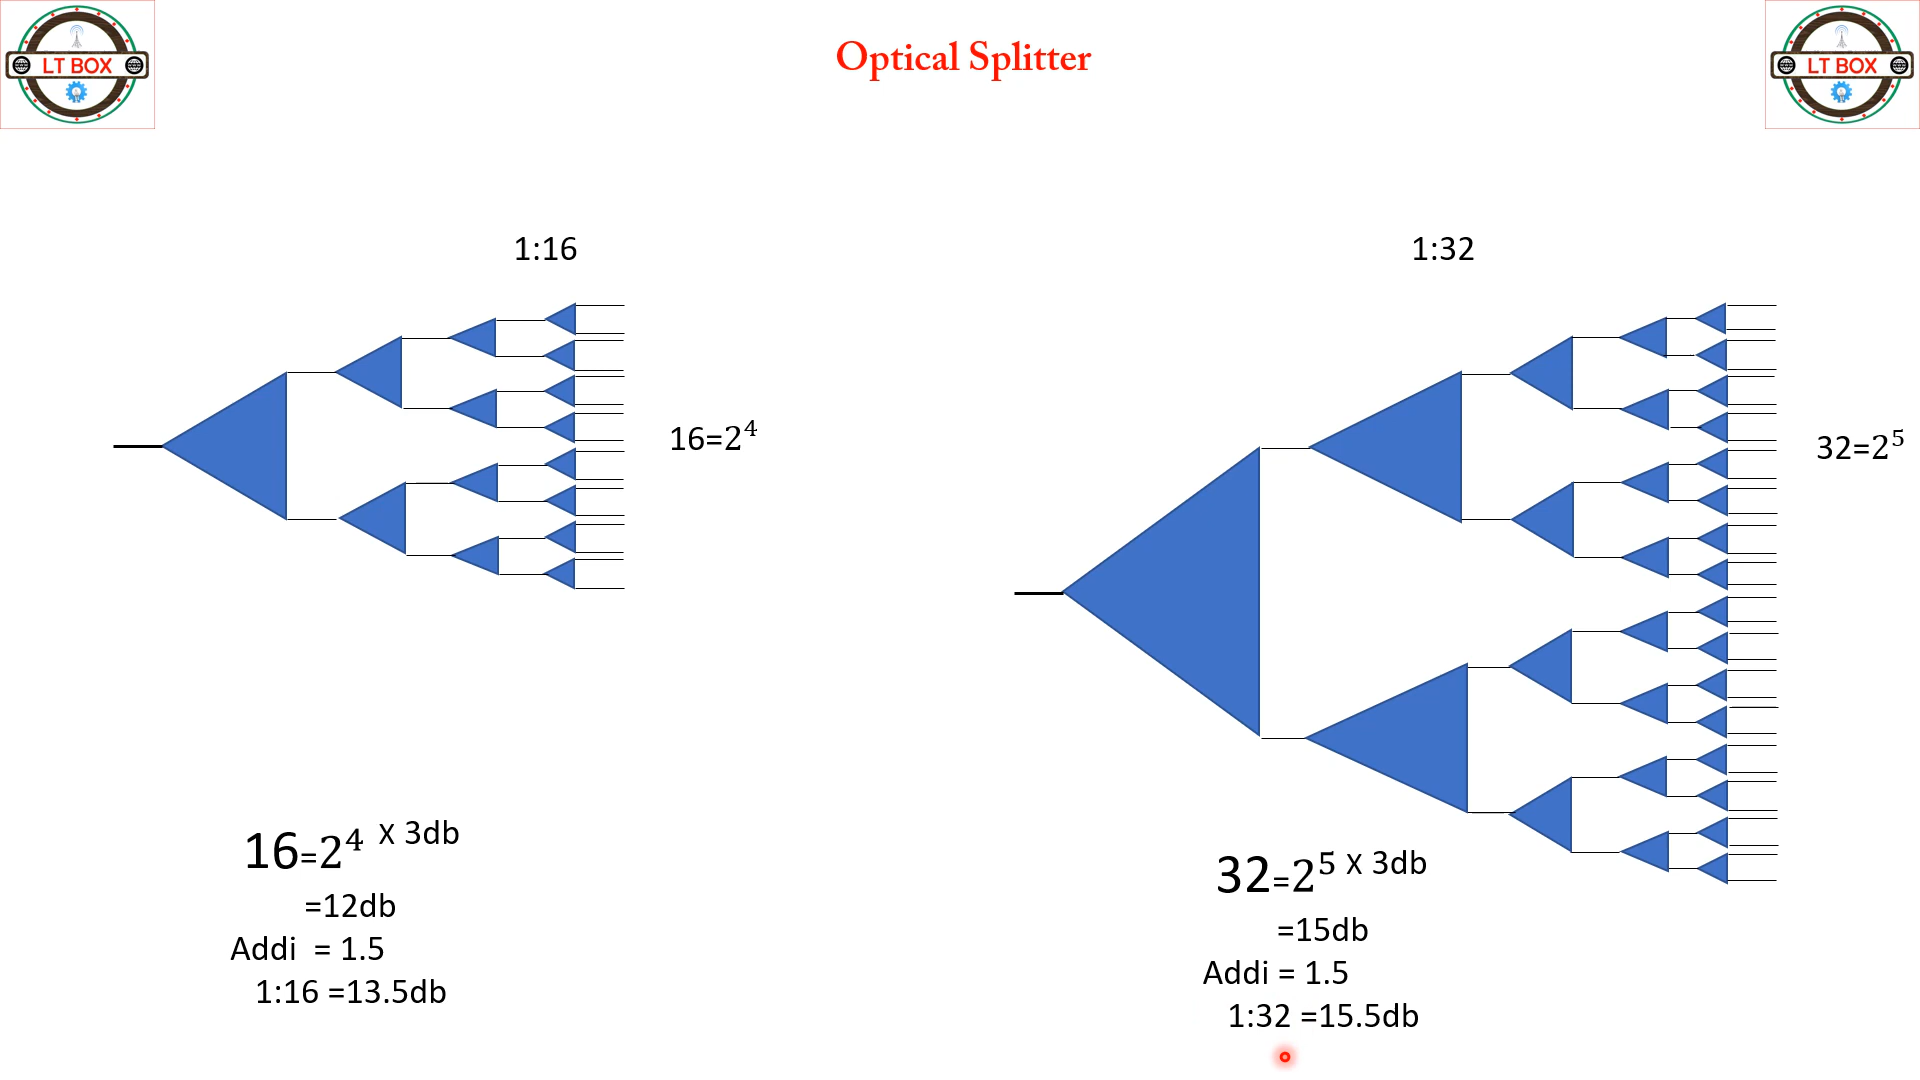 LT BOX
Optical Splitter
LT BOX
1:16
1:32
16=2⁴
32=2⁵
16=2⁴ X 3db
=12db
Addi = 1.5
1:16 =13.5db
32=2⁵ X 3db
=15db
Addi = 1.5
1:32 =15.5db